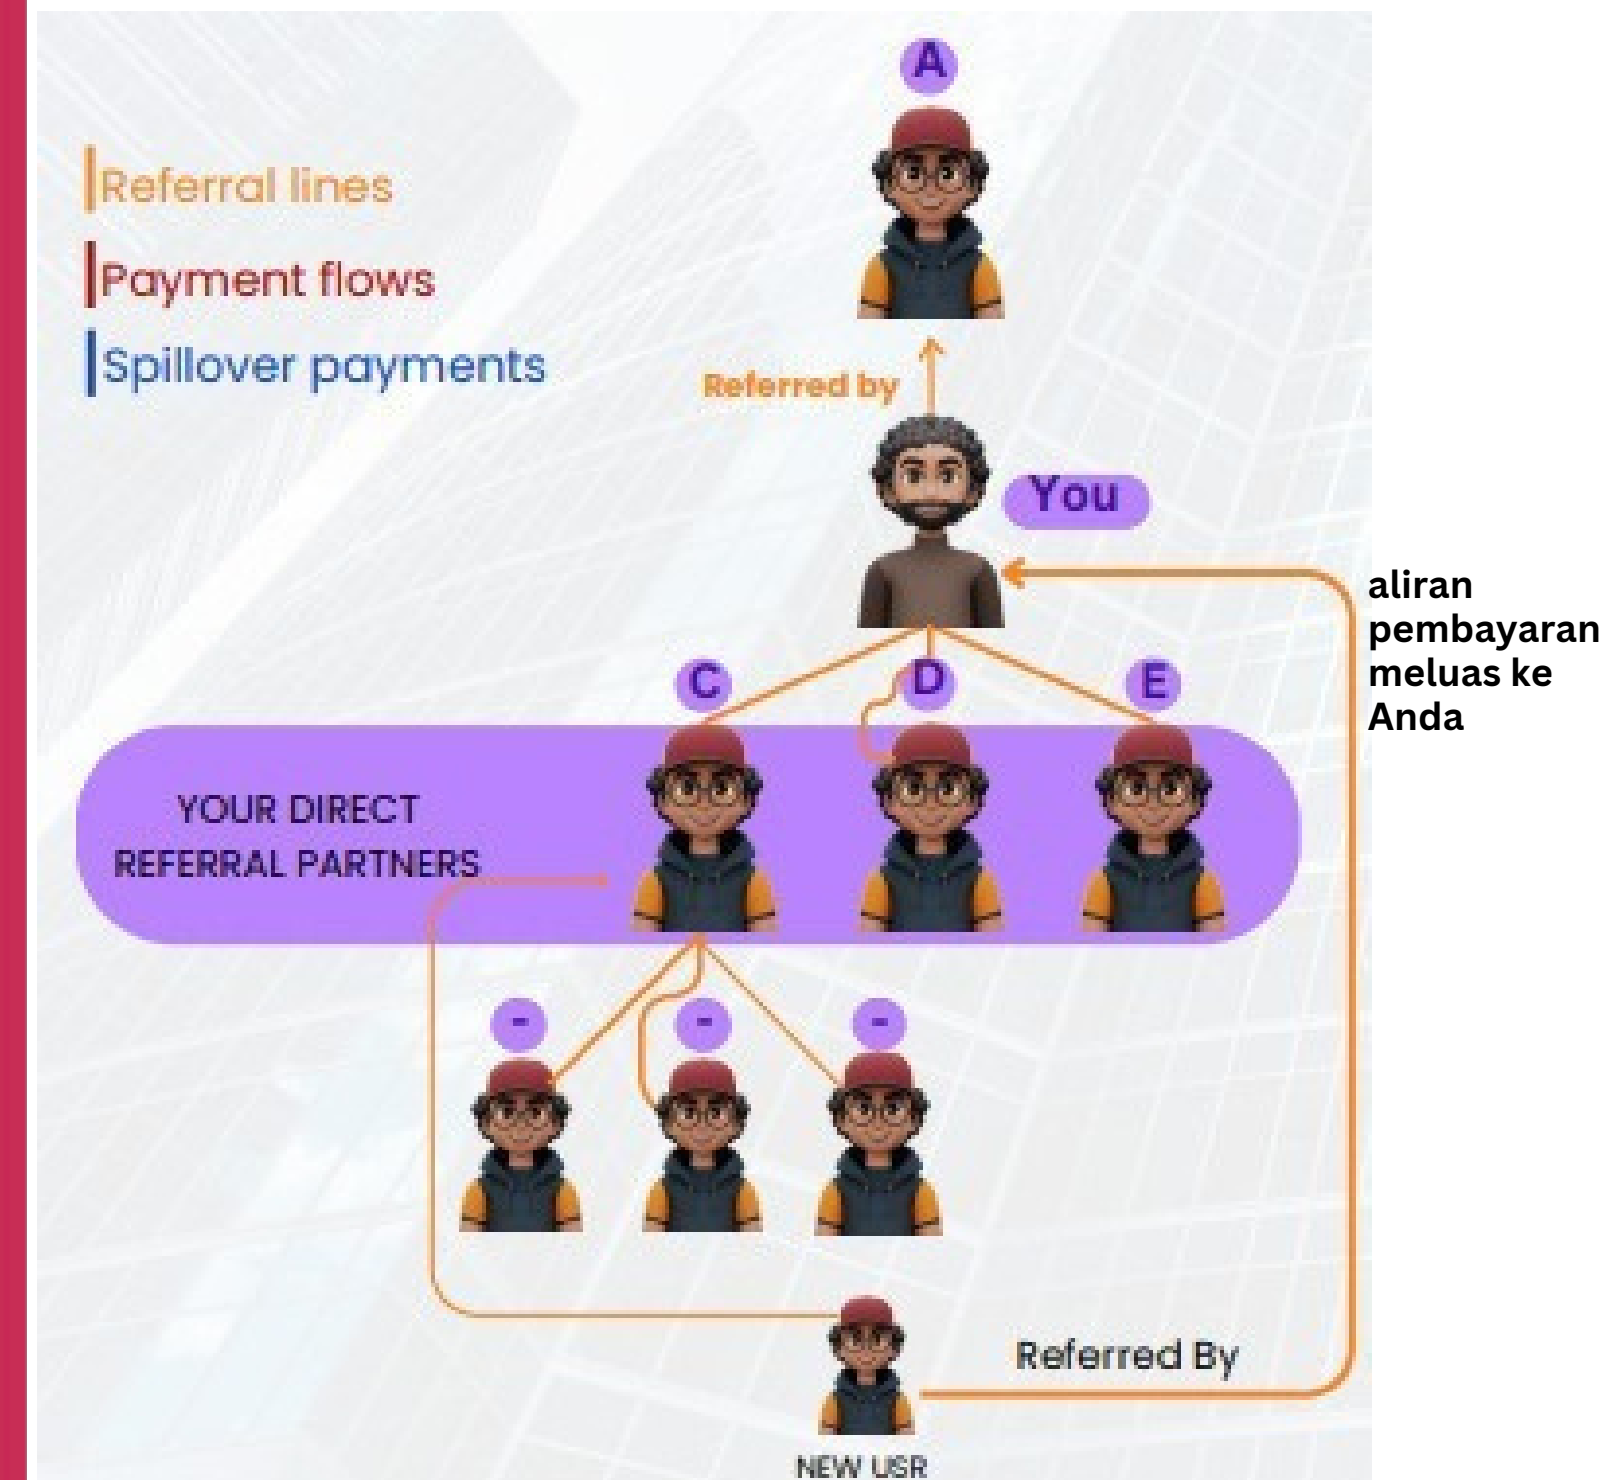 A
Referral lines
Payment flows
Spillover payments
Referred by
You
aliran
pembayaran
meluas ke
Anda
C
D
E
YOUR DIRECT
REFERRAL PARTNERS
-
-
-
Referred By
NEW USR